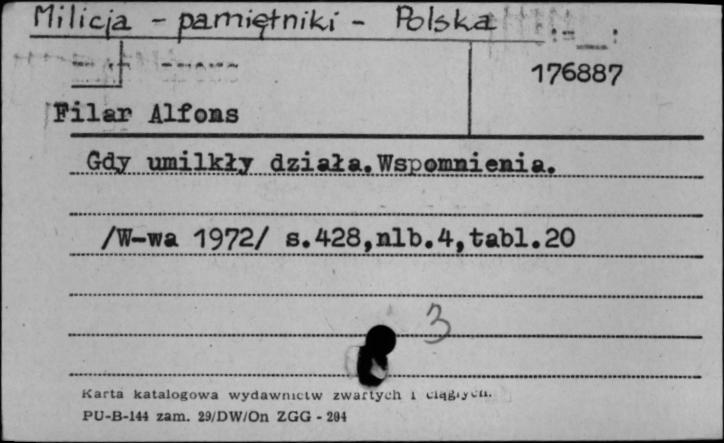 Milicja - pamiętniki - Polska
176887
Filar Alfons
Gdy umilkły działa.Wspomnienia.
/W-wa 1972/ s.428,nlb.4,tabl.20
3
Karta katalogowa wydawnictw zwartych i ciągłych.
PU-B-144 zam. 29/DW/On ZGG - 204